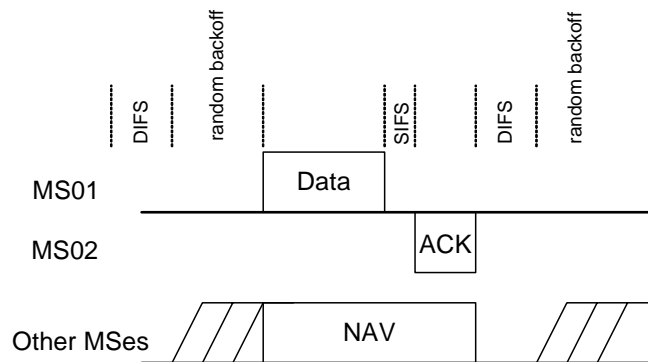 DIFS
random backoff
SIFS
DIFS
random backoff
MS01
Data
MS02
ACK
Other MSes
NAV